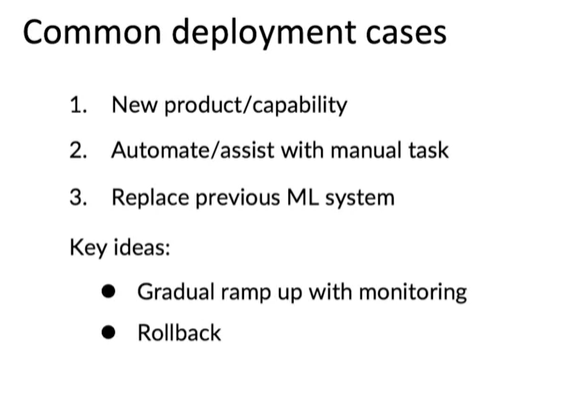 Common deployment cases
1. New product/capability
2. Automate/assist with manual task
3. Replace previous ML system
Key ideas:
● Gradual ramp up with monitoring
● Rollback